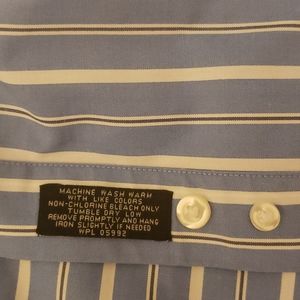 MACHINE WASH WARM
WITH LIKE COLORS
NON-CHLORINE BLEACH ONLY
TUMBLE DRY LOW
REMOVE PROMPTLY AND HANG
IRON SLIGHTLY IF NEEDED
WPL 05992